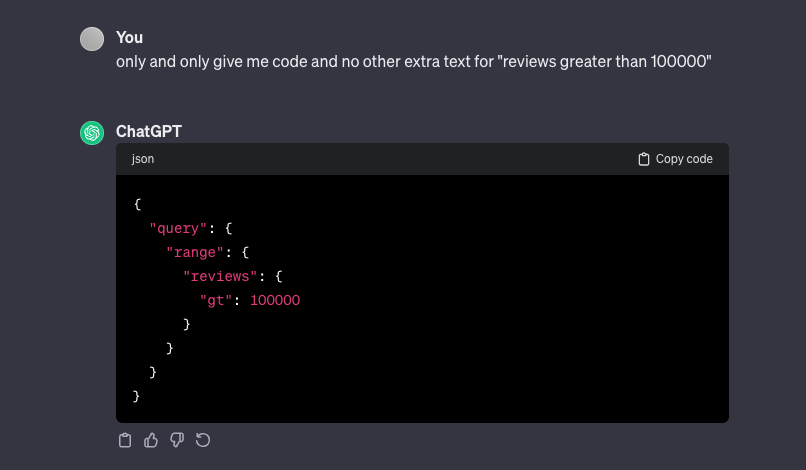 You
only and only give me code and no other extra text for "reviews greater than 100000"
ChatGPT
json
Copy code
{
  "query": {
    "range": {
      "reviews": {
        "gt": 100000
      }
    }
  }
}